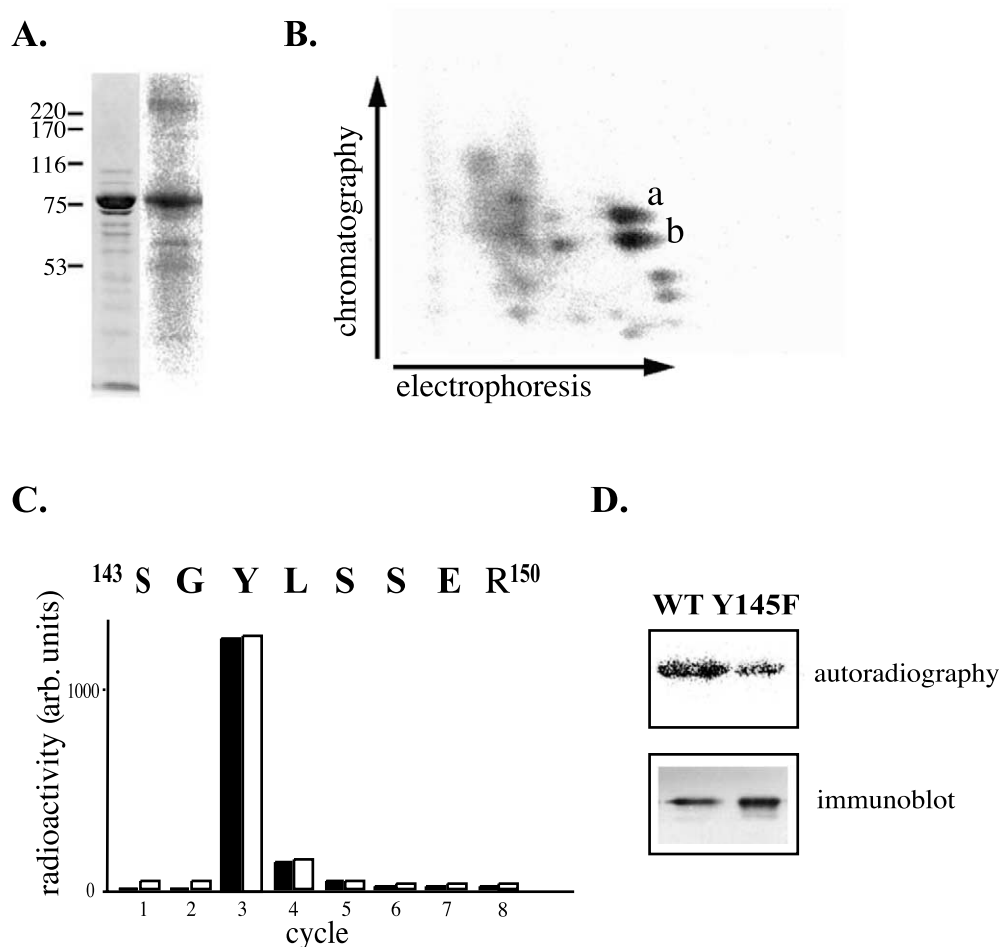 A.
220
170
116
75
53
B.
a
b
chromatography
electrophoresis
C.
¹⁴³ S G Y L S S E R¹⁵⁰
radioactivity (arb. units)
1000
0
1 2 3 4 5 6 7 8
cycle
D.
WT Y145F
autoradiography
immunoblot